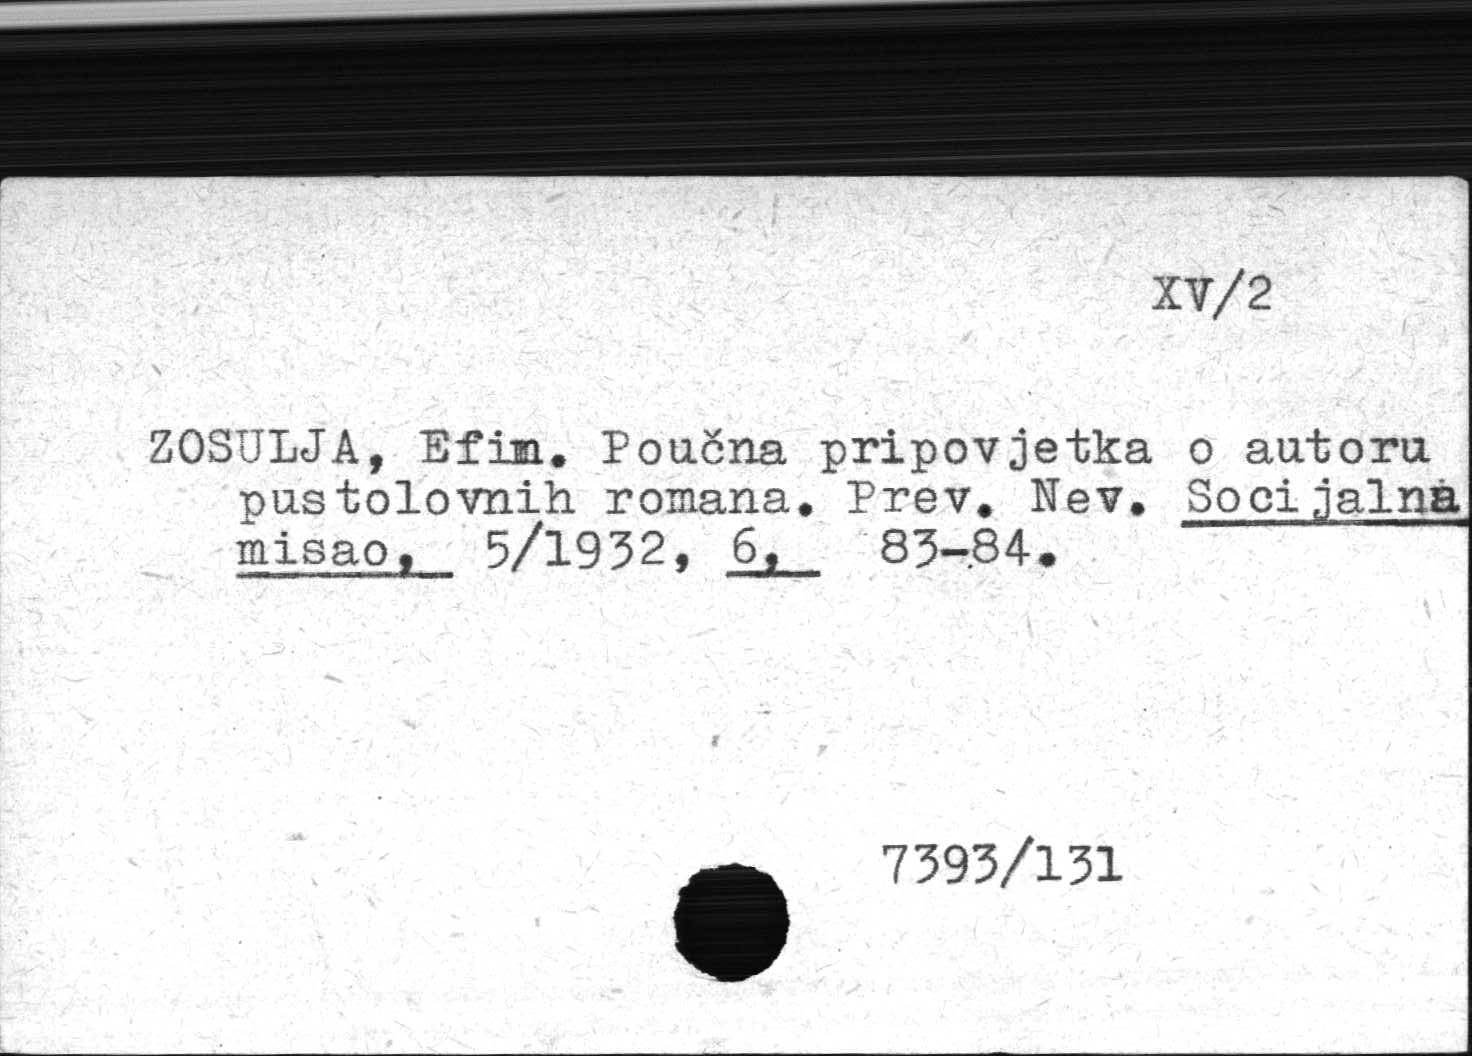 XV/2
ZOSULJA, Efim. Poučna pripovjetka o autoru
pustolovnih romana. Prev. Nev. Socijalna
misao, 5/1932, 6, 83-84.
7393/131